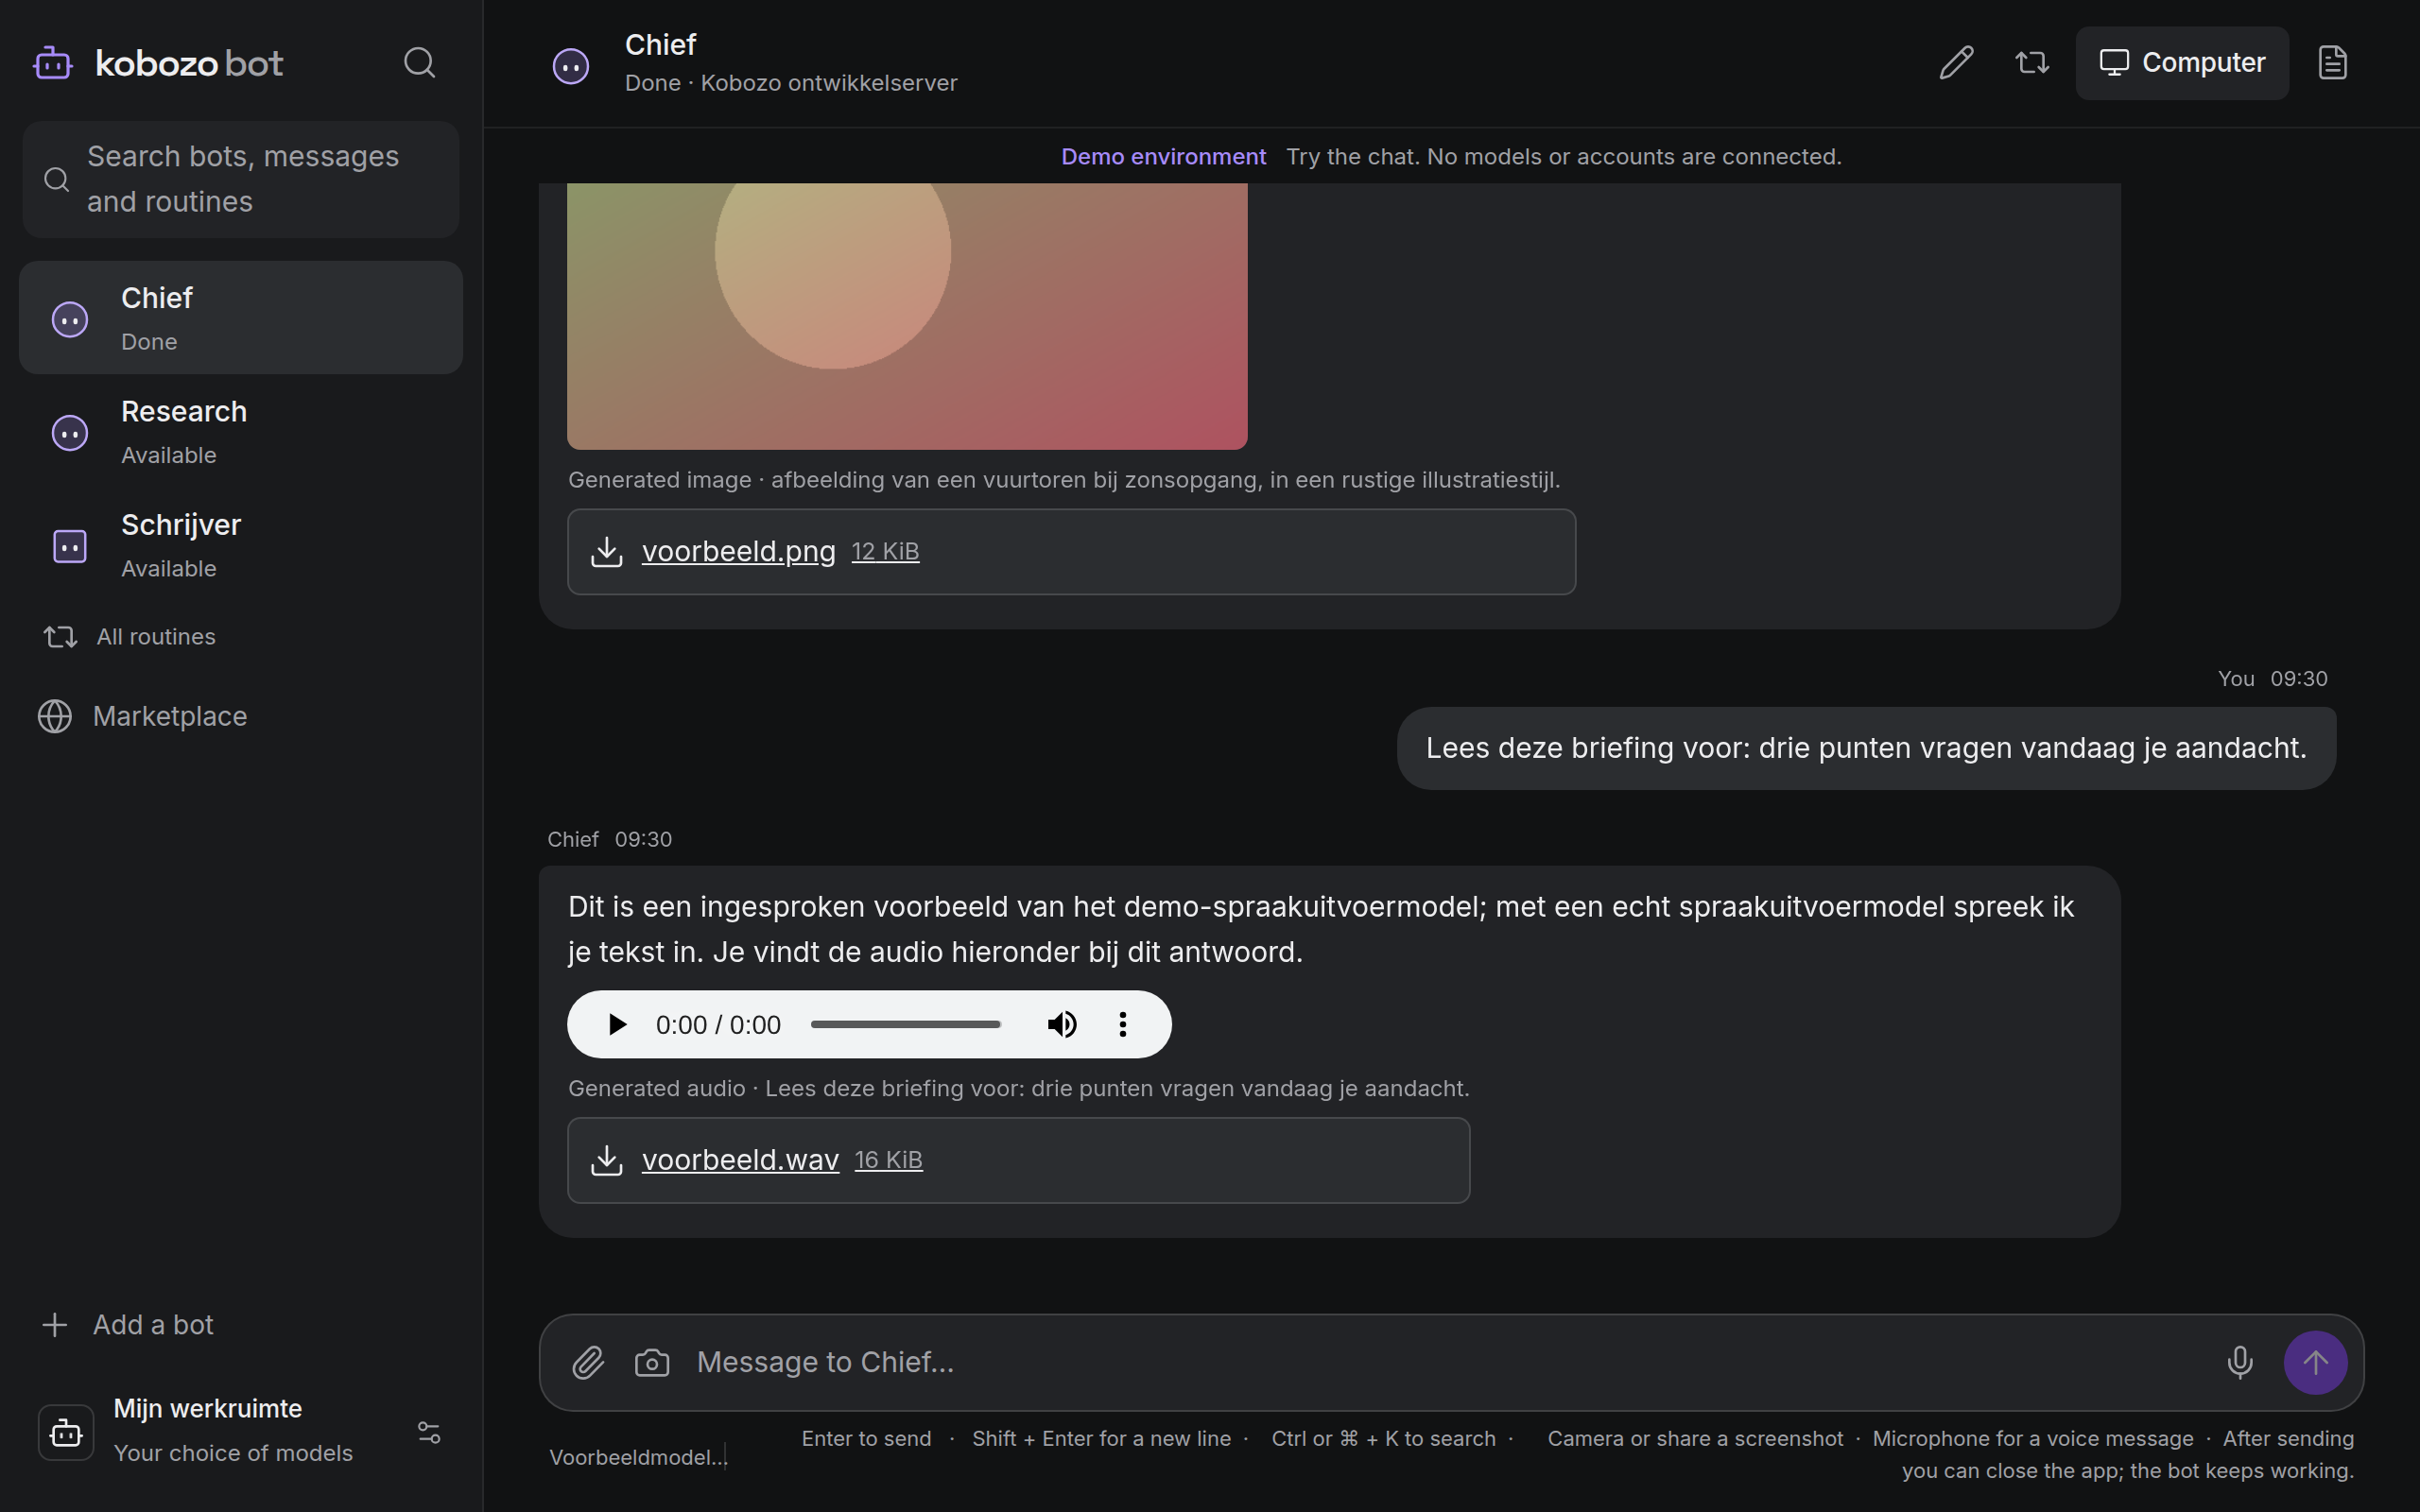 kobozo bot
Search bots, messages
and routines
Chief
Done
Research
Available
Schrijver
Available
All routines
Marketplace
Add a bot
Mijn werkruimte
Your choice of models
Chief
Done · Kobozo ontwikkelserver
Computer
Demo environment Try the chat. No models or accounts are connected.
Generated image · afbeelding van een vuurtoren bij zonsopgang, in een rustige illustratiestijl.
voorbeeld.png 12 KiB
You 09:30
Lees deze briefing voor: drie punten vragen vandaag je aandacht.
Chief 09:30
Dit is een ingesproken voorbeeld van het demo-spraakuitvoermodel; met een echt spraakuitvoermodel spreek ik
je tekst in. Je vindt de audio hieronder bij dit antwoord.
0:00 / 0:00
Generated audio · Lees deze briefing voor: drie punten vragen vandaag je aandacht.
voorbeeld.wav 16 KiB
Message to Chief...
Voorbeeldmodel...
Enter to send · Shift + Enter for a new line · Ctrl or ⌘ + K to search · Camera or share a screenshot · Microphone for a voice message · After sending
you can close the app; the bot keeps working.